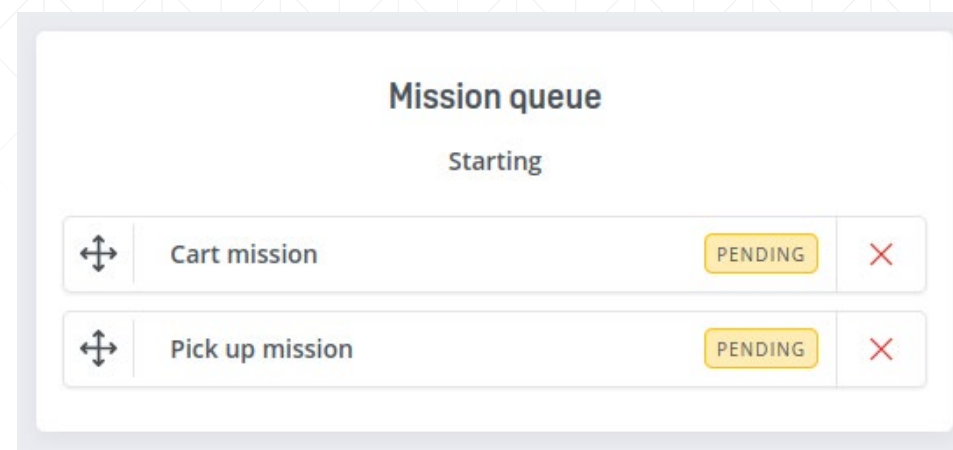 Mission queue
Starting
Cart mission PENDING
Pick up mission PENDING